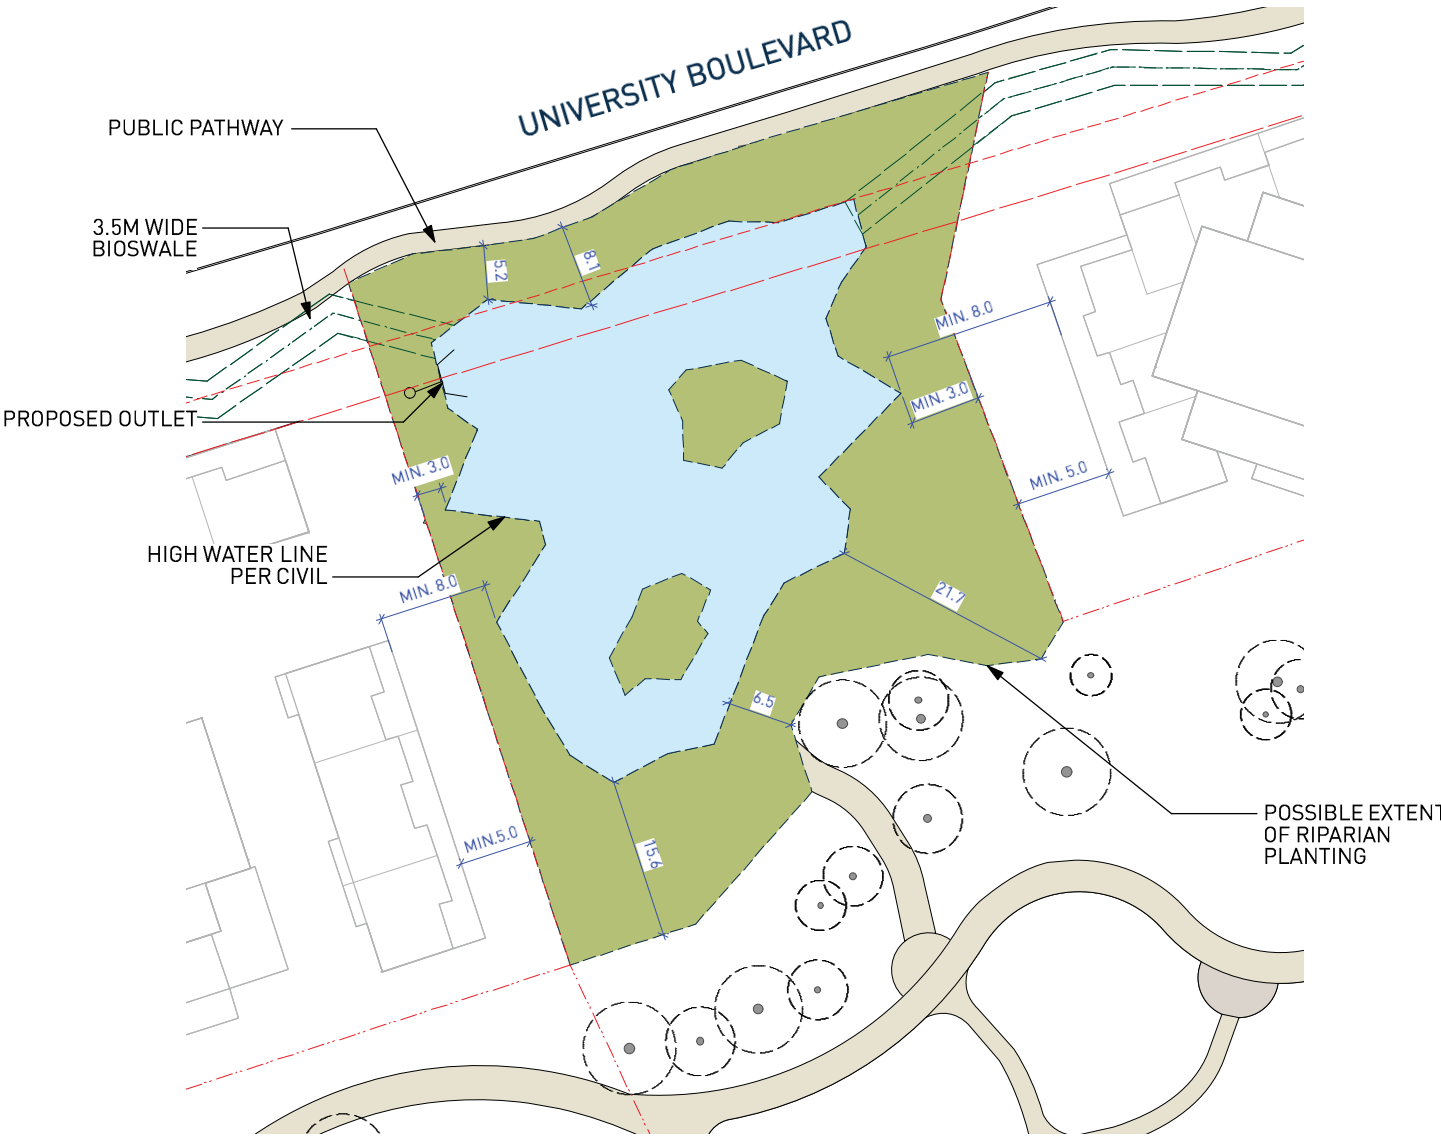 UNIVERSITY BOULEVARD
PUBLIC PATHWAY
3.5M WIDE
BIOSWALE
5.2
8.1
MIN. 8.0
MIN. 3.0
PROPOSED OUTLET
MIN. 3.0
MIN. 5.0
HIGH WATER LINE
PER CIVIL
MIN. 8.0
21.7
6.5
MIN.5.0
15.6
POSSIBLE EXTENT
OF RIPARIAN
PLANTING